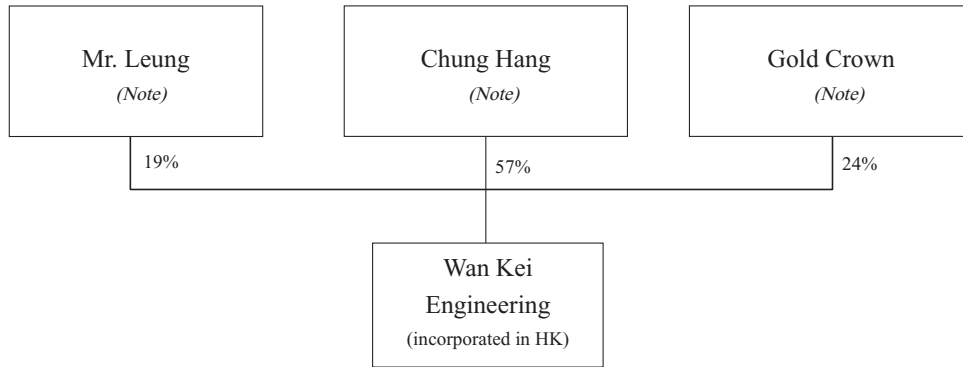 Mr. Leung
(Note)
Chung Hang
(Note)
Gold Crown
(Note)
19%
57%
24%
Wan Kei
Engineering
(incorporated in HK)